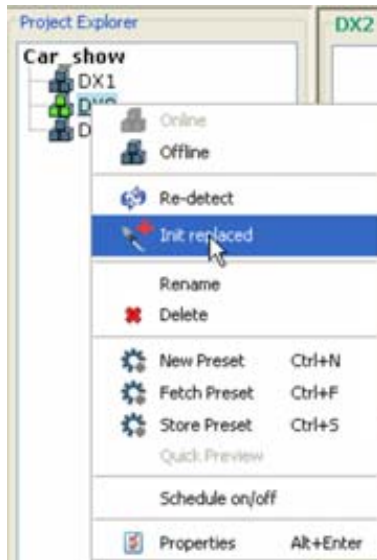 Project Explorer
DX2
Car_show
DX1
Online
Offline
Re-detect
Init replaced
Rename
Delete
New Preset Ctrl+N
Fetch Preset Ctrl+F
Store Preset Ctrl+S
Quick Preview
Schedule on/off
Properties Alt+Enter